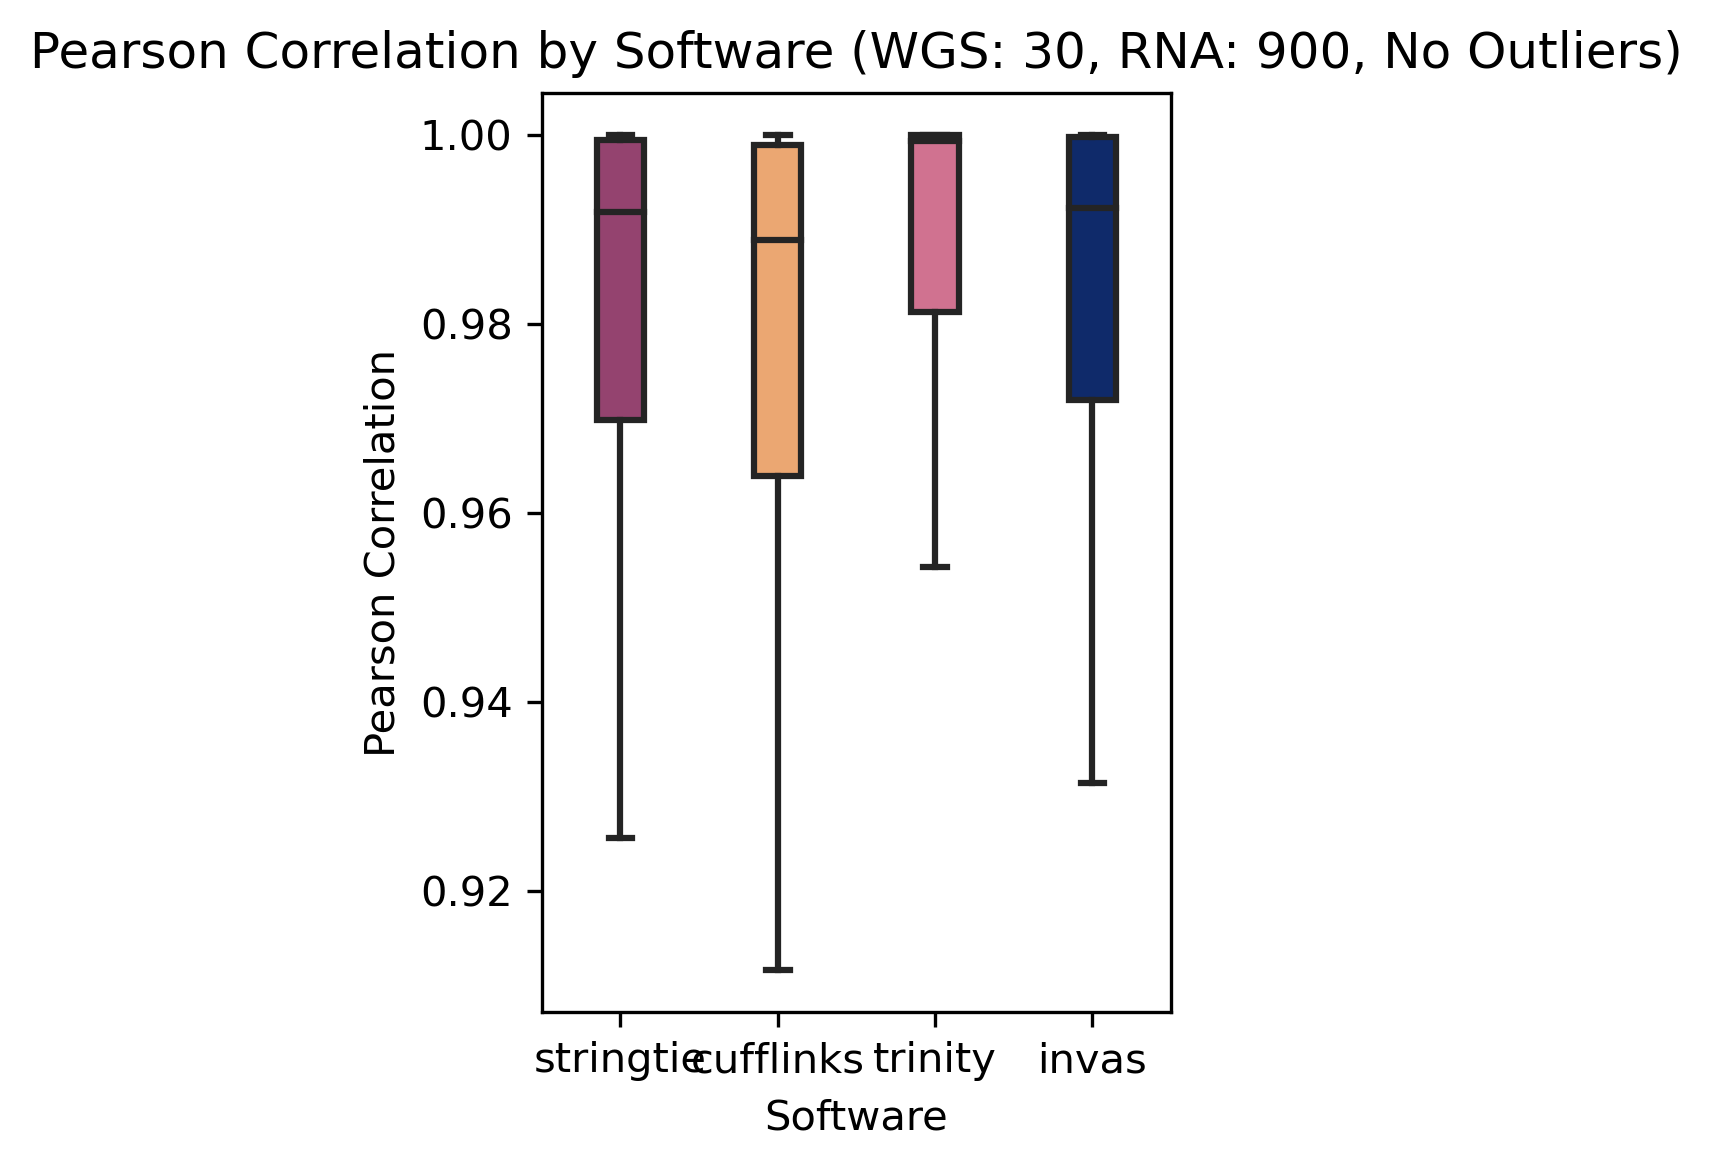 Pearson Correlation by Software (WGS: 30, RNA: 900, No Outliers)
1.00
0.98
0.96
0.94
0.92
Pearson Correlation
stringtie cufflinks trinity invas
Software